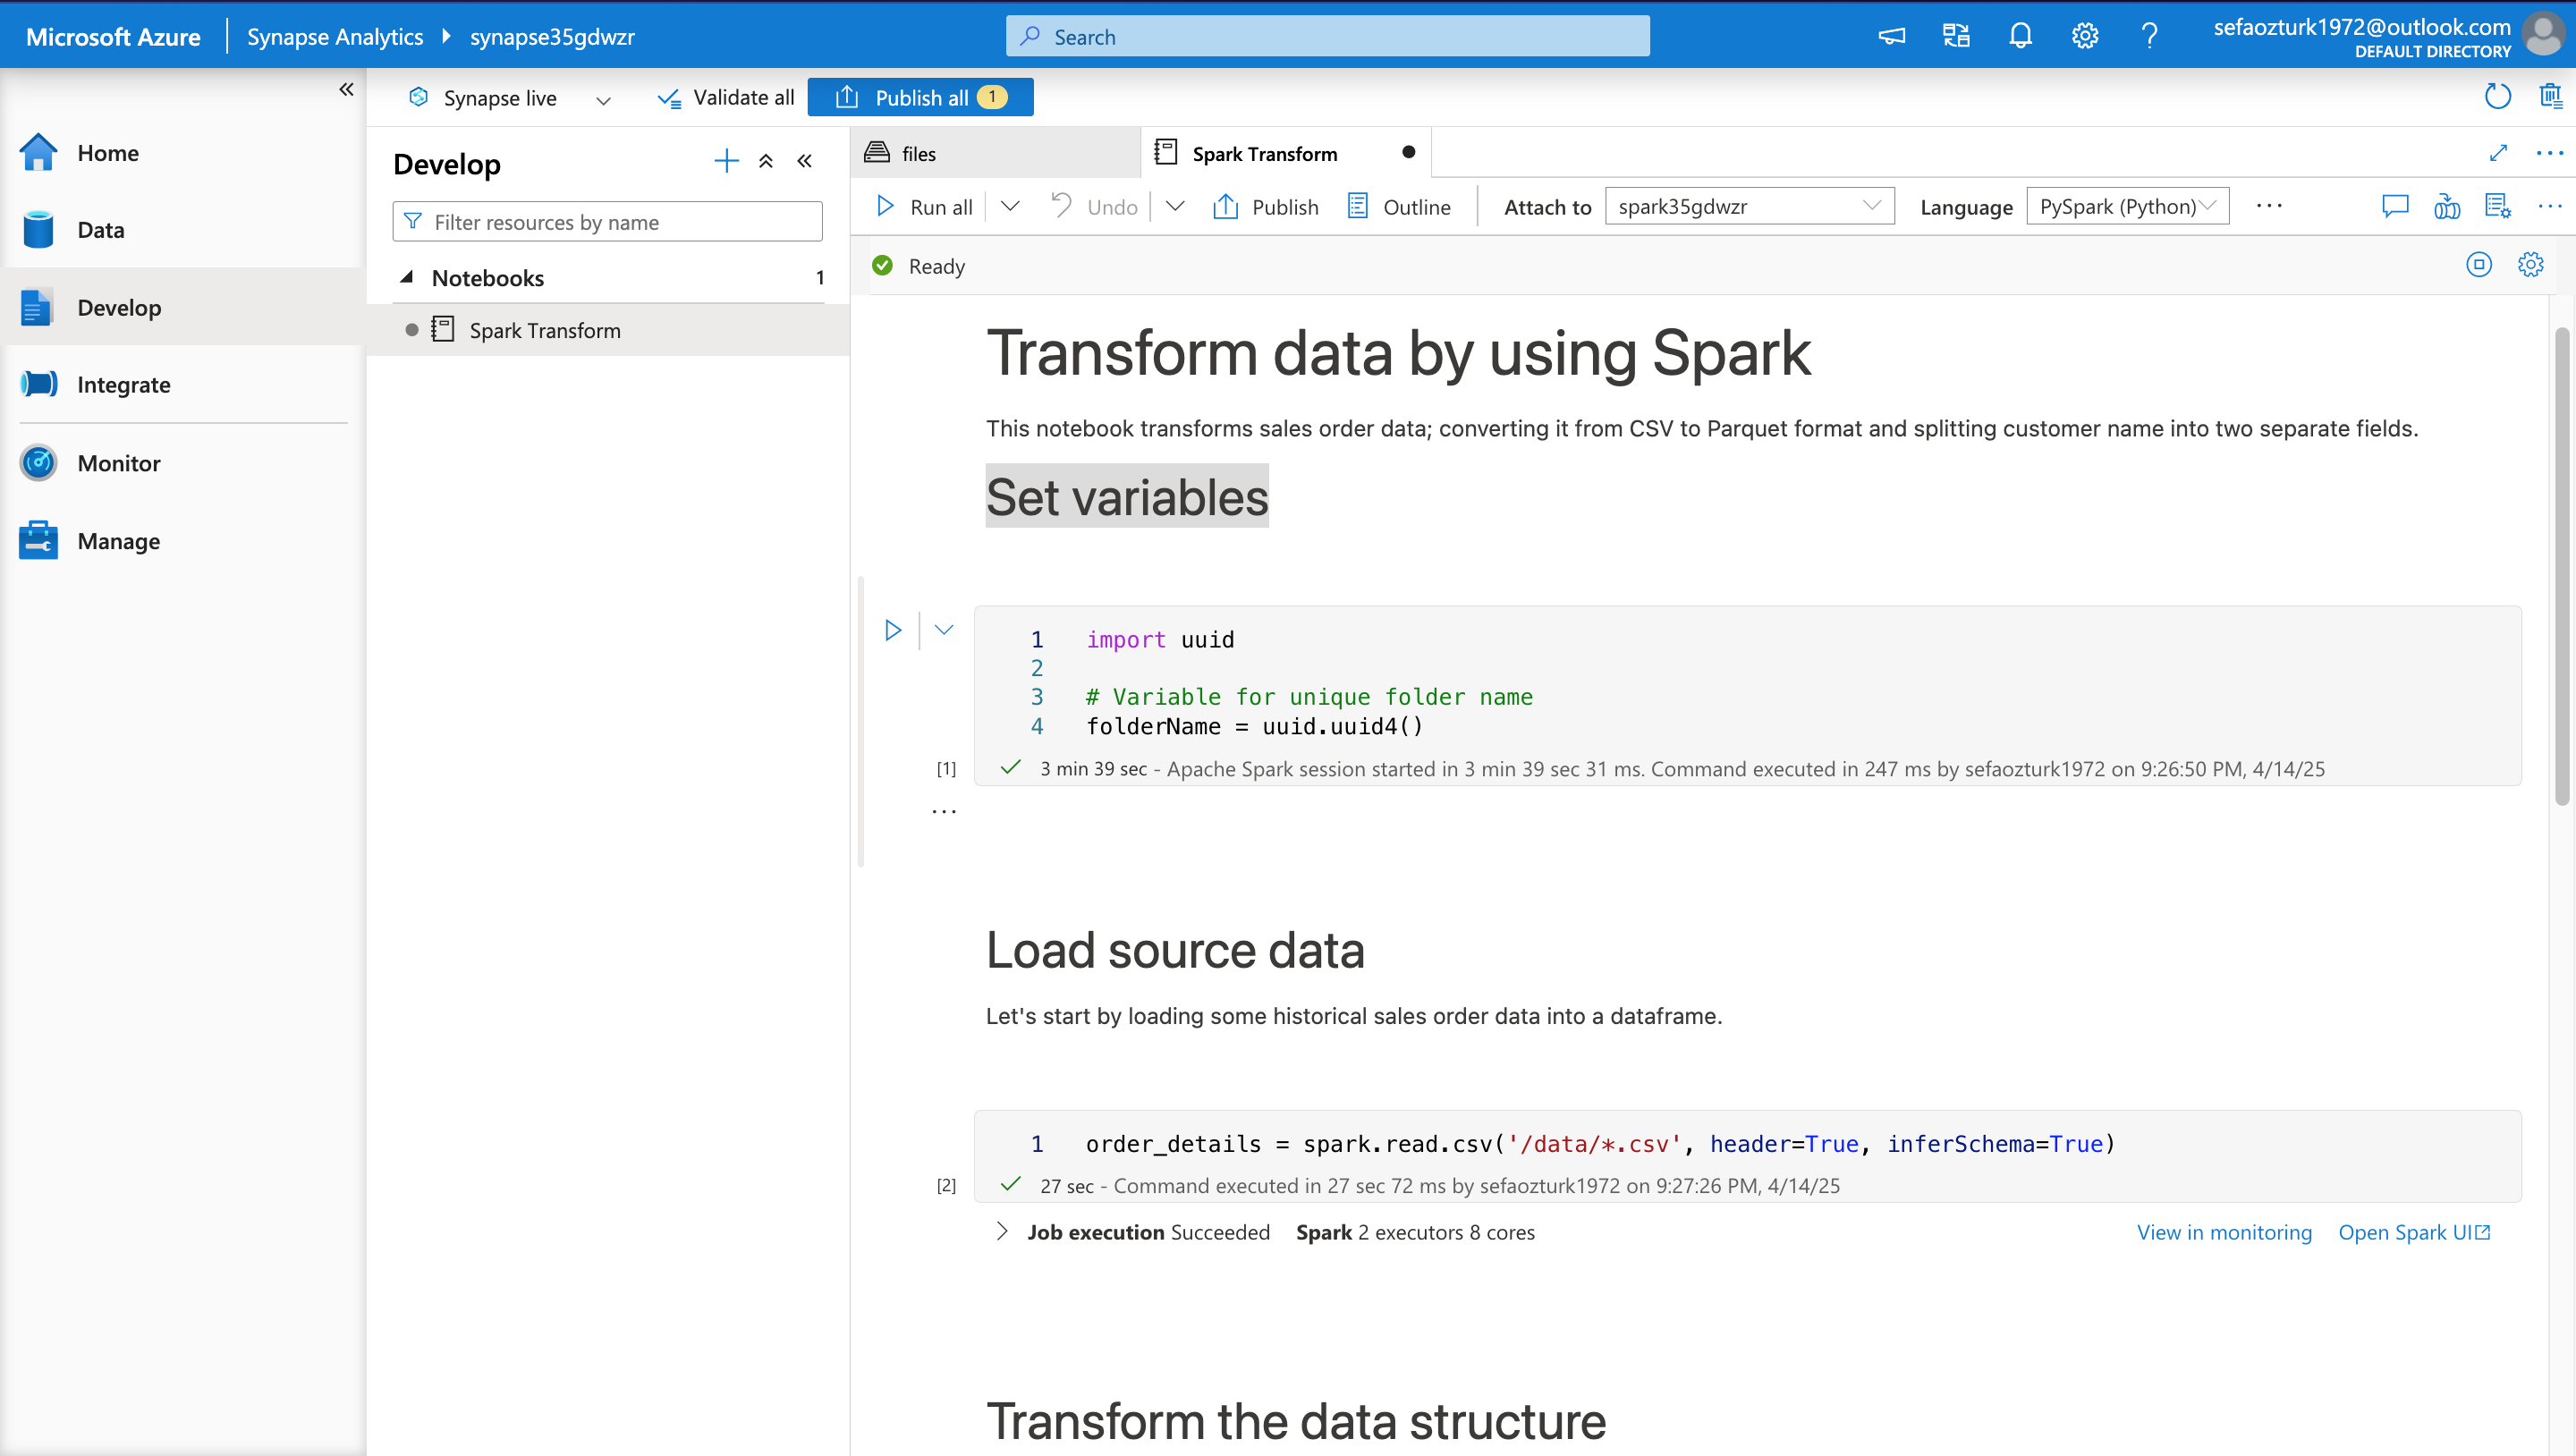 Microsoft Azure
Synapse Analytics
synapse35gdwzr
Search
sefaozturk1972@outlook.com
DEFAULT DIRECTORY
Synapse live
Validate all
Publish all 1
Home
Data
Develop
Integrate
Monitor
Manage
Develop
Filter resources by name
Notebooks 1
Spark Transform
files
Spark Transform
Run all
Undo
Publish
Outline
Attach to
spark35gdwzr
Language
PySpark (Python)
Ready
Transform data by using Spark
This notebook transforms sales order data; converting it from CSV to Parquet format and splitting customer name into two separate fields.
Set variables
1 import uuid
2
3 # Variable for unique folder name
4 folderName = uuid.uuid4()
[1] 3 min 39 sec - Apache Spark session started in 3 min 39 sec 31 ms. Command executed in 247 ms by sefaozturk1972 on 9:26:50 PM, 4/14/25
Load source data
Let's start by loading some historical sales order data into a dataframe.
1 order_details = spark.read.csv('/data/*.csv', header=True, inferSchema=True)
[2] 27 sec - Command executed in 27 sec 72 ms by sefaozturk1972 on 9:27:26 PM, 4/14/25
Job execution Succeeded Spark 2 executors 8 cores
View in monitoring
Open Spark UI
Transform the data structure